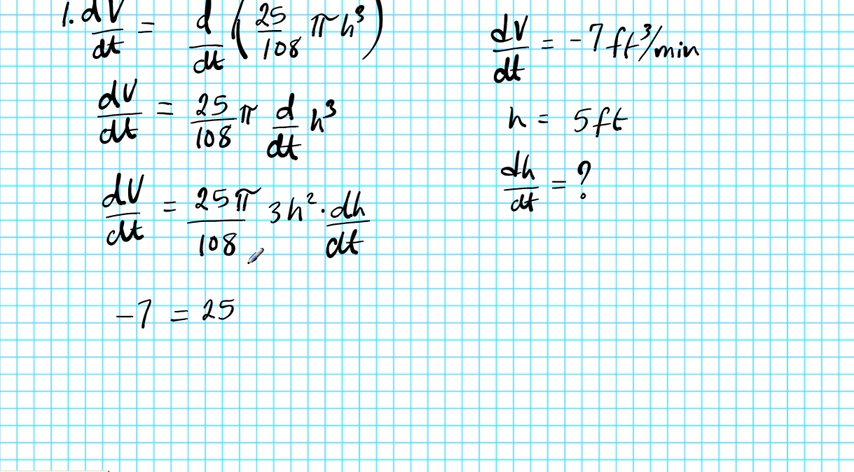 1. dV/dt = d/dt (25/108 πh³)
dV/dt = 25/108 π d/dt h³
dV/dt = 25π/108 3h² · dh/dt
-7 = 25
dV/dt = -7 ft³/min
h = 5ft
dh/dt = ?